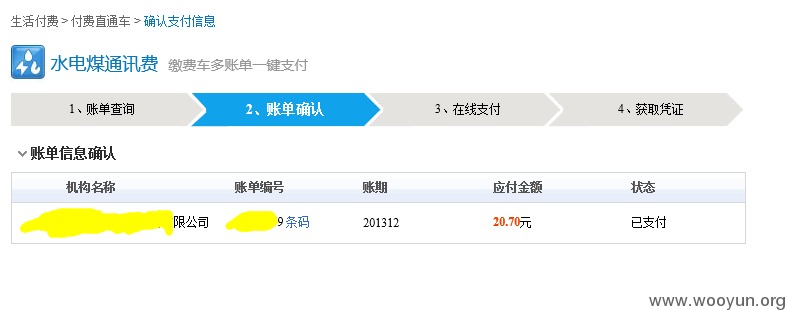 生活付费 > 付费直通车 > 确认支付信息
水电煤通讯费 缴费车多账单一键支付
1、账单查询 2、账单确认 3、在线支付 4、获取凭证
账单信息确认
机构名称 账单编号 账期 应付金额 状态
限公司 9 条码 201312 20.70元 已支付
www.wooyun.org